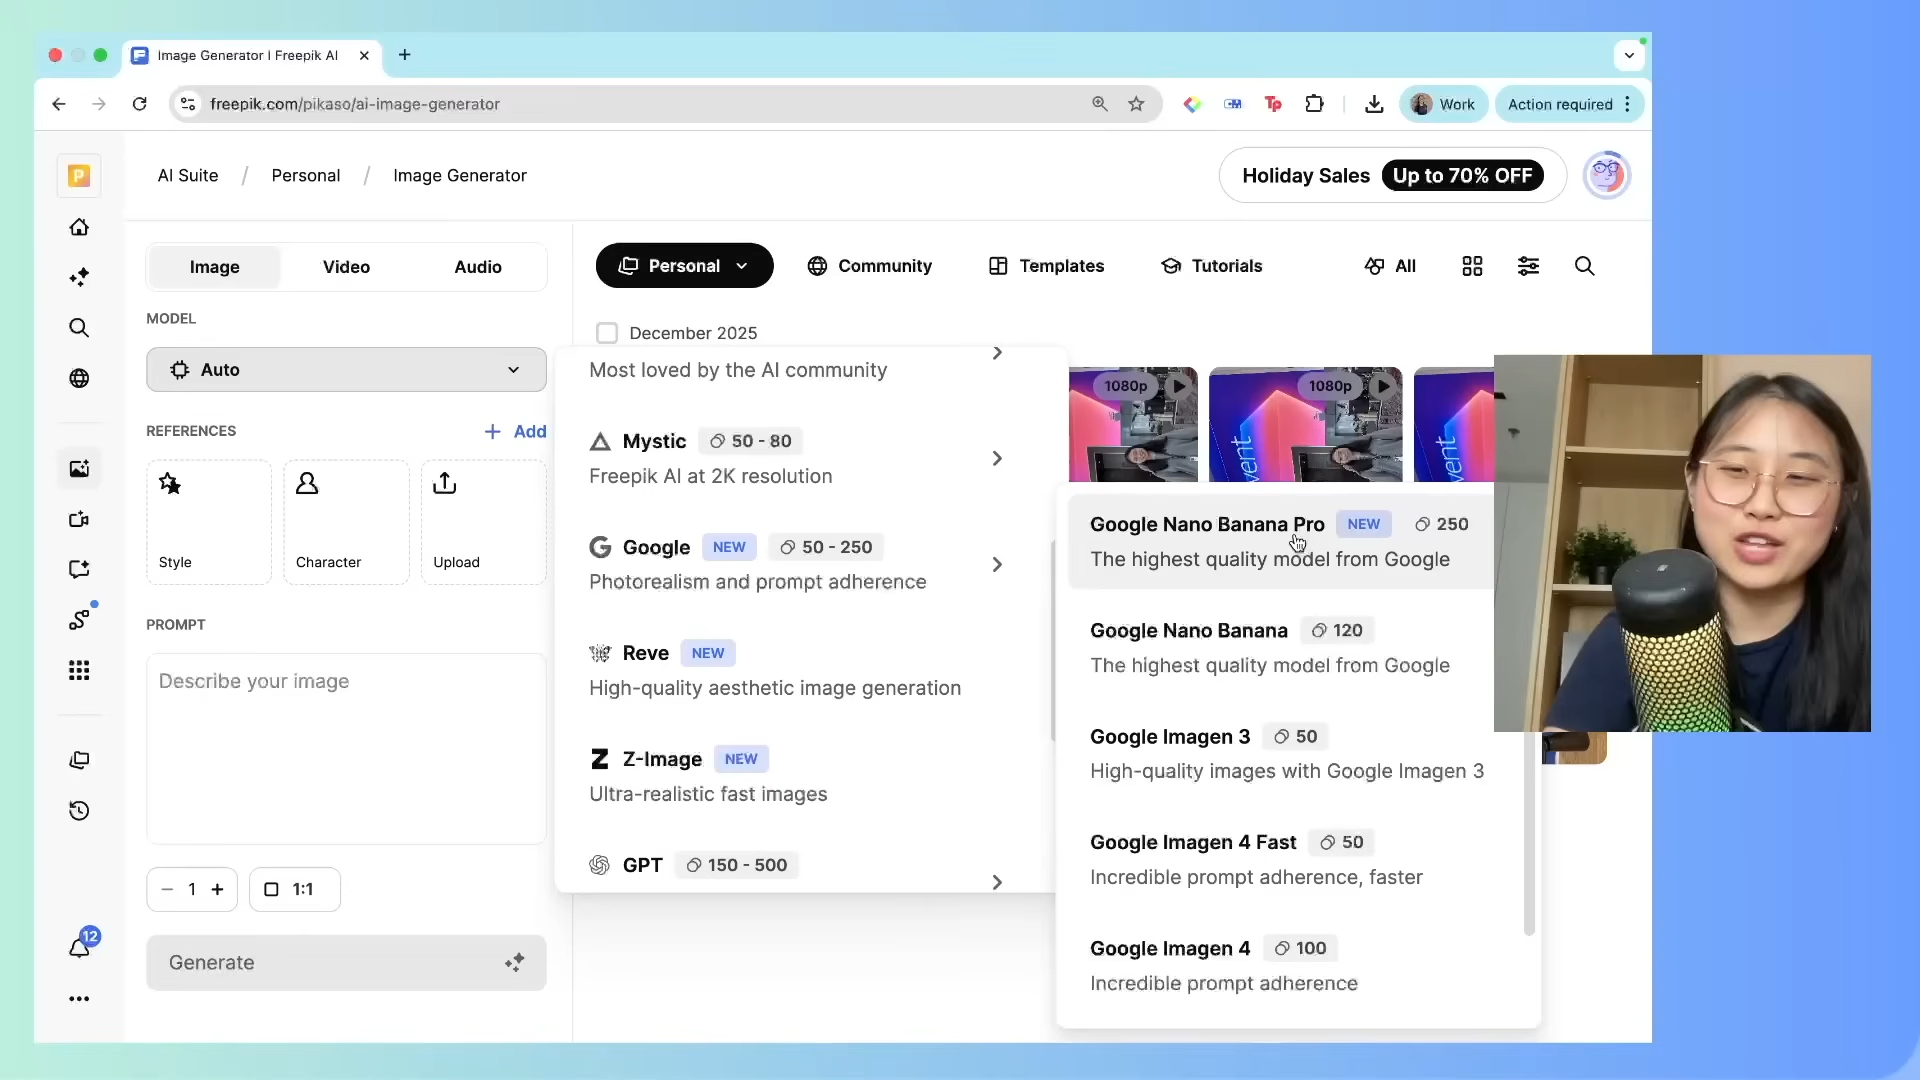 Image Generator | Freepik AI
freepik.com/pikaso/ai-image-generator
CM
Tp
Work
Action required
P
AI Suite / Personal / Image Generator
Holiday Sales Up to 70% OFF
Image Video Audio
Personal Community Templates Tutorials All
MODEL
December 2025
Auto
Most loved by the AI community
1080p
1080p
REFERENCES
Add
Mystic 50 - 80
Freepik AI at 2K resolution
vent
vent
Style
Character
Upload
Google NEW 50 - 250
Photorealism and prompt adherence
Google Nano Banana Pro NEW 250
The highest quality model from Google
PROMPT
Describe your image
Reve NEW
High-quality aesthetic image generation
Google Nano Banana 120
The highest quality model from Google
Z-Image NEW
Ultra-realistic fast images
Google Imagen 3 50
High-quality images with Google Imagen 3
GPT 150 - 500
Google Imagen 4 Fast 50
Incredible prompt adherence, faster
1
1:1
12
Generate
Google Imagen 4 100
Incredible prompt adherence